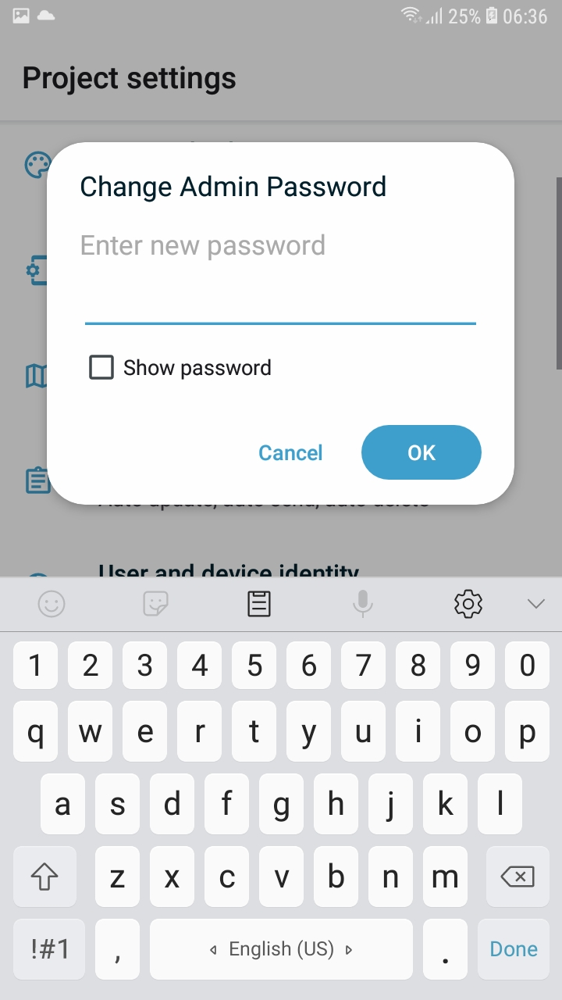 25% 06:36
Project settings
Change Admin Password
Enter new password
Show password
Cancel OK
Auto update, auto send, auto delete
User and device identity
1 2 3 4 5 6 7 8 9 0
q w e r t y u i o p
a s d f g h j k l
z x c v b n m
!#1 , English (US) . Done